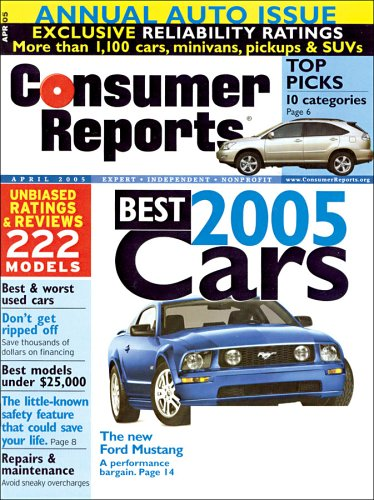 APR 05
ANNUAL AUTO ISSUE
EXCLUSIVE RELIABILITY RATINGS
More than 1,100 cars, minivans, pickups & SUVs
Consumer
Reports®
TOP
PICKS
10 categories
Page 6
APRIL 2005
EXPERT • INDEPENDENT • NONPROFIT
www.ConsumerReports.org
UNBIASED
RATINGS
& REVIEWS
222
MODELS
Best & worst
used cars
Don't get
ripped off
Save thousands of
dollars on financing
Best models
under $25,000
The little-known
safety feature
that could save
your life. Page 8
Repairs &
maintenance
Avoid sneaky overcharges
BEST 2005
Cars
The new
Ford Mustang
A performance
bargain. Page 14